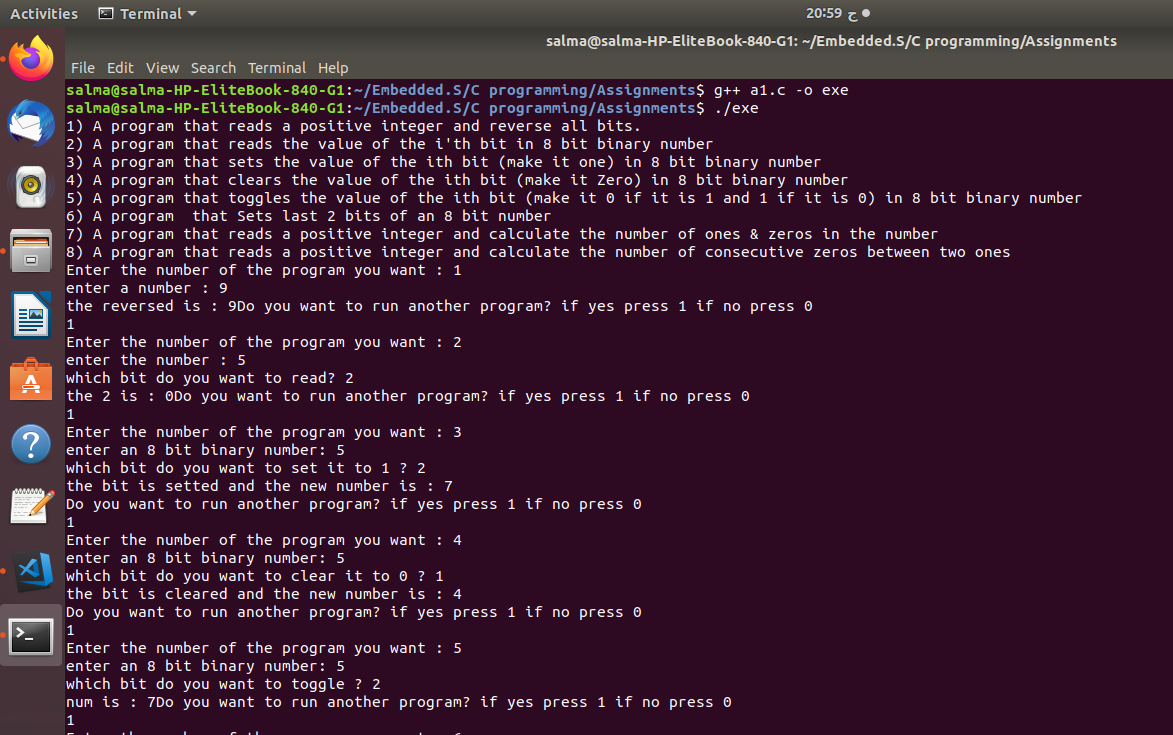 Activities Terminal 20:59 ح
salma@salma-HP-EliteBook-840-G1: ~/Embedded.S/C programming/Assignments
File Edit View Search Terminal Help
salma@salma-HP-EliteBook-840-G1:~/Embedded.S/C programming/Assignments$ g++ a1.c -o exe
salma@salma-HP-EliteBook-840-G1:~/Embedded.S/C programming/Assignments$ ./exe
1) A program that reads a positive integer and reverse all bits.
2) A program that reads the value of the i'th bit in 8 bit binary number
3) A program that sets the value of the ith bit (make it one) in 8 bit binary number
4) A program that clears the value of the ith bit (make it Zero) in 8 bit binary number
5) A program that toggles the value of the ith bit (make it 0 if it is 1 and 1 if it is 0) in 8 bit binary number
6) A program  that Sets last 2 bits of an 8 bit number
7) A program that reads a positive integer and calculate the number of ones & zeros in the number
8) A program that reads a positive integer and calculate the number of consecutive zeros between two ones
Enter the number of the program you want : 1
enter a number : 9
the reversed is : 9Do you want to run another program? if yes press 1 if no press 0
1
Enter the number of the program you want : 2
enter the number : 5
which bit do you want to read? 2
the 2 is : 0Do you want to run another program? if yes press 1 if no press 0
1
Enter the number of the program you want : 3
enter an 8 bit binary number: 5
which bit do you want to set it to 1 ? 2
the bit is setted and the new number is : 7
Do you want to run another program? if yes press 1 if no press 0
1
Enter the number of the program you want : 4
enter an 8 bit binary number: 5
which bit do you want to clear it to 0 ? 1
the bit is cleared and the new number is : 4
Do you want to run another program? if yes press 1 if no press 0
1
Enter the number of the program you want : 5
enter an 8 bit binary number: 5
which bit do you want to toggle ? 2
num is : 7Do you want to run another program? if yes press 1 if no press 0
1